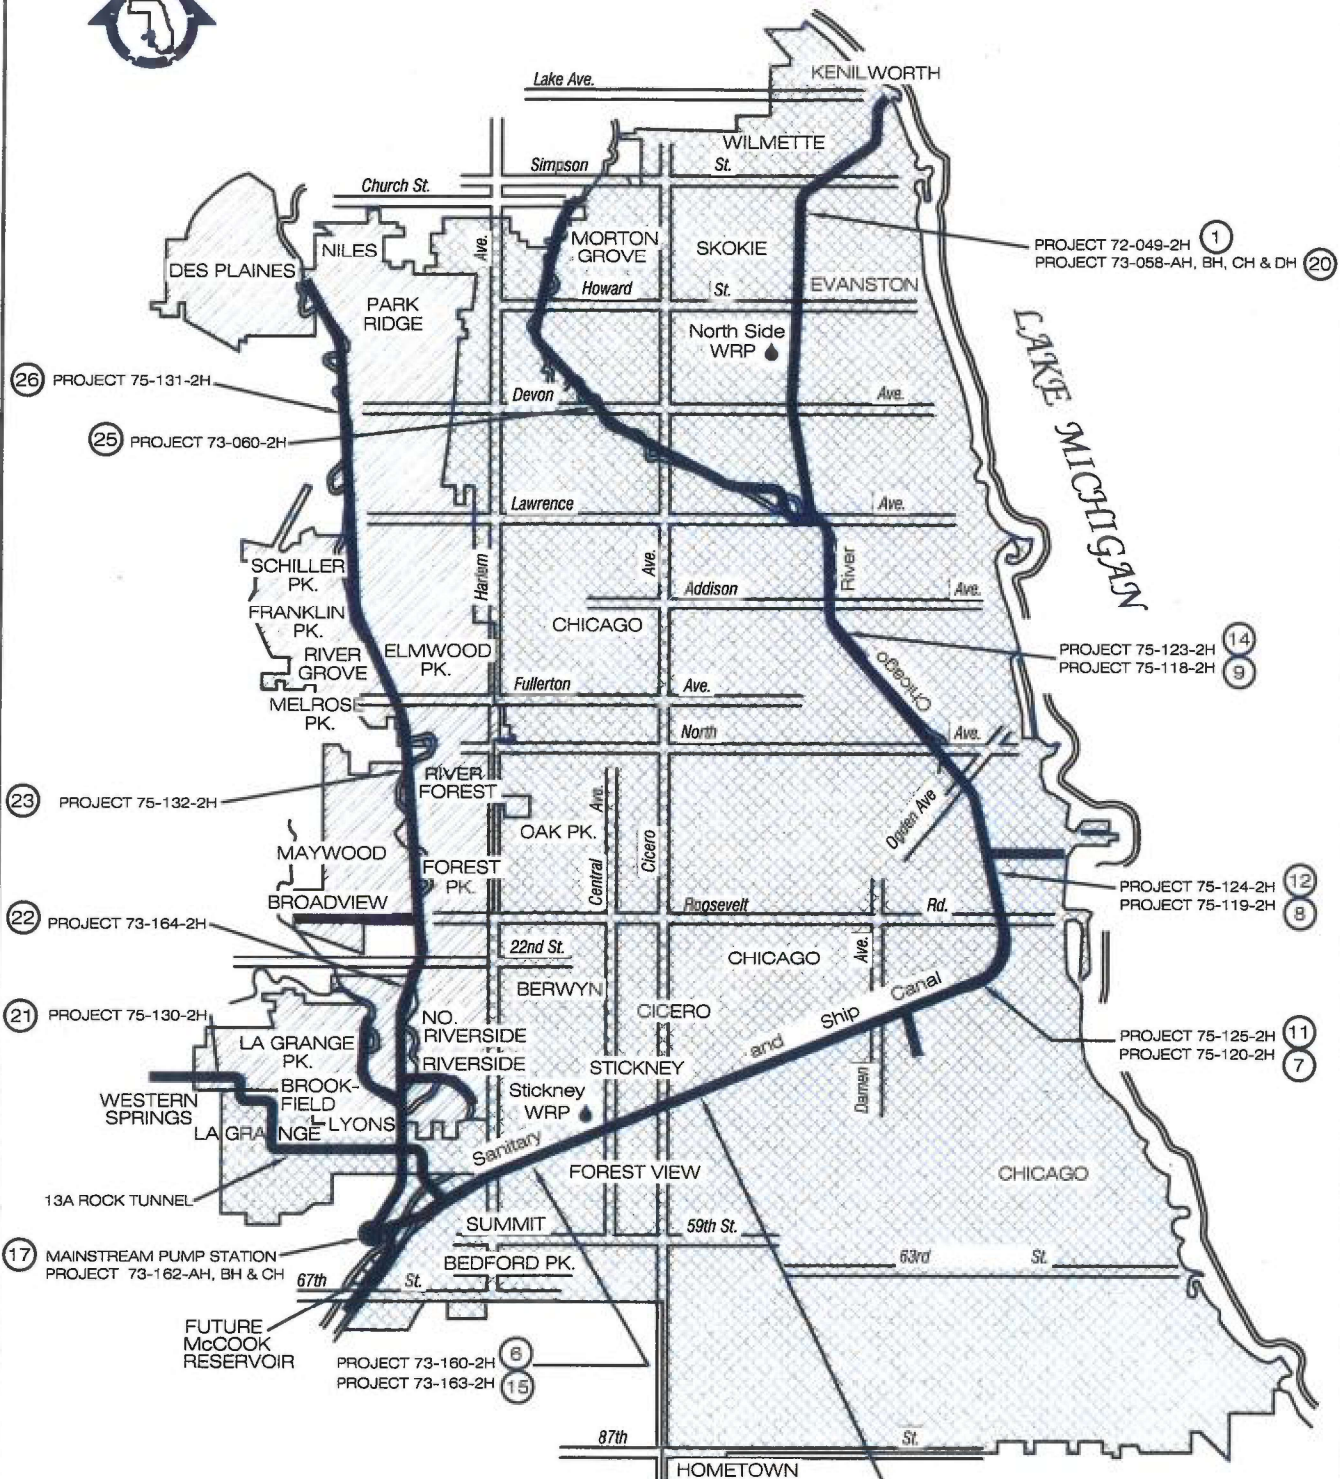 KENILWORTH
Lake Ave.
WILMETTE
Simpson St.
Church St.
NILES
DES PLAINES
Ave.
MORTON
GROVE
SKOKIE
PROJECT 72-049-2H 1
PROJECT 73-058-AH, BH, CH & DH 20
EVANSTON
Howard St.
PARK
RIDGE
North Side
WRP
LAKE MICHIGAN
26 PROJECT 75-131-2H
Devon Ave.
25 PROJECT 73-060-2H
Lawrence Ave.
SCHILLER
PK.
Harlem
Ave.
River
Addison Ave.
FRANKLIN
PK.
CHICAGO
RIVER
GROVE
ELMWOOD
PK.
PROJECT 75-123-2H 14
PROJECT 75-118-2H 9
Chicago
Fullerton Ave.
MELROSE
PK.
North Ave.
RIVER
FOREST
23 PROJECT 75-132-2H
Ave.
OAK PK.
Ogden Ave
MAYWOOD
FOREST
PK.
Central
Cicero
PROJECT 75-124-2H 12
PROJECT 75-119-2H 8
BROADVIEW
Roosevelt Rd.
22 PROJECT 73-164-2H
22nd St.
CHICAGO
Ave.
BERWYN
CICERO
21 PROJECT 75-130-2H
NO.
RIVERSIDE
LA GRANGE
PK.
RIVERSIDE
Sanitary and Ship Canal
PROJECT 75-125-2H 11
PROJECT 75-120-2H 7
STICKNEY
Stickney
WRP
Damen
BROOK-
FIELD
WESTERN
SPRINGS
LYONS
LA GRANGE
FOREST VIEW
CHICAGO
13A ROCK TUNNEL
SUMMIT
59th St.
17 MAINSTREAM PUMP STATION
PROJECT 73-162-AH, BH & CH
BEDFORD PK.
63rd St.
67th St.
FUTURE
McCOOK
RESERVOIR
PROJECT 73-160-2H 6
PROJECT 73-163-2H 15
87th St.
HOMETOWN